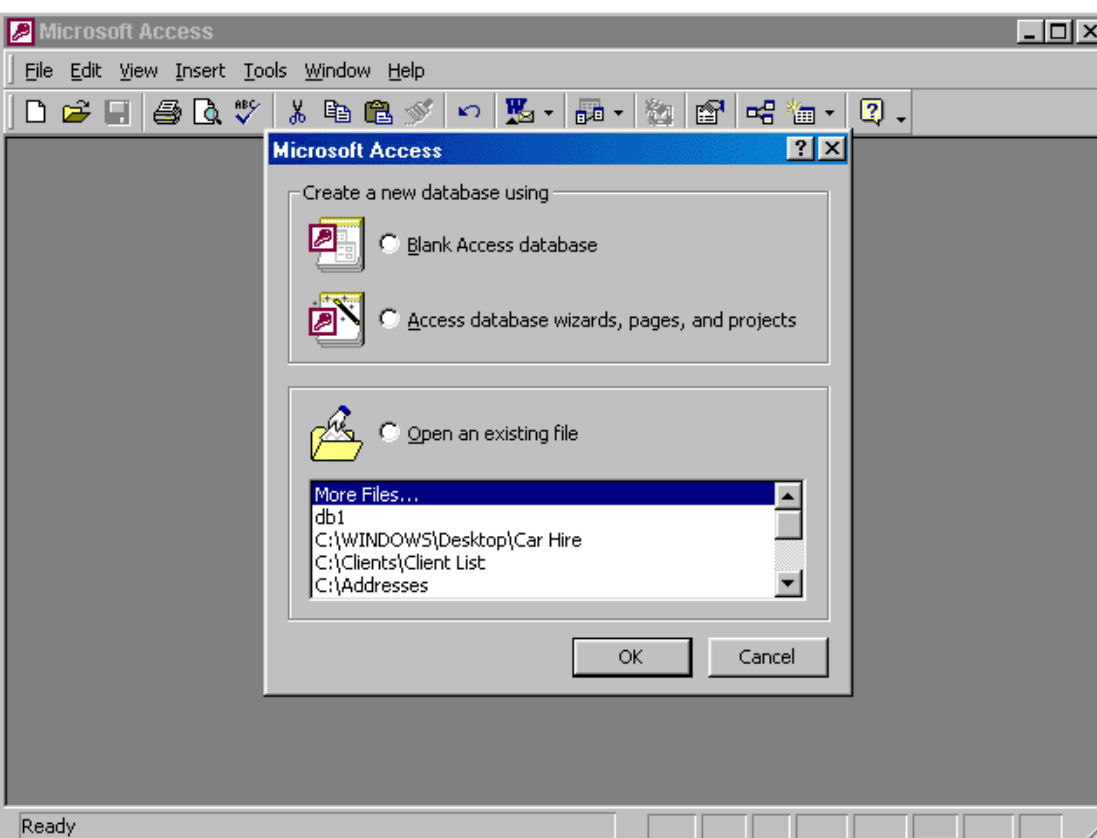 Microsoft Access
File Edit View Insert Tools Window Help
ABC
W
?
Microsoft Access
?
Create a new database using
Blank Access database
Access database wizards, pages, and projects
Open an existing file
More Files...
db1
C:\WINDOWS\Desktop\Car Hire
C:\Clients\Client List
C:\Addresses
OK Cancel
Ready